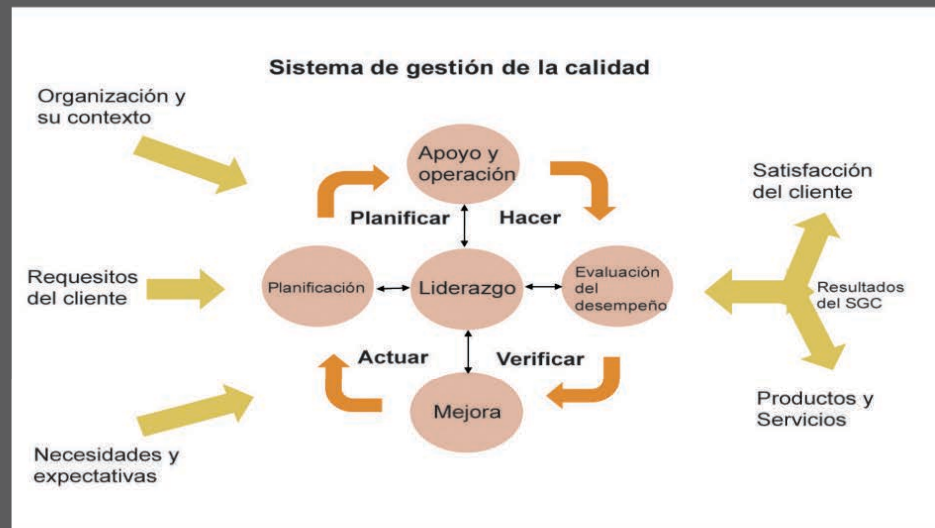 Sistema de gestión de la calidad
Organización y
su contexto
Requesitos
del cliente
Necesidades y
expectativas
Apoyo y
operación
Planificar
Hacer
Planificación
Liderazgo
Evaluación
del
desempeño
Actuar
Verificar
Mejora
Satisfacción
del cliente
Resultados
del SGC
Productos y
Servicios